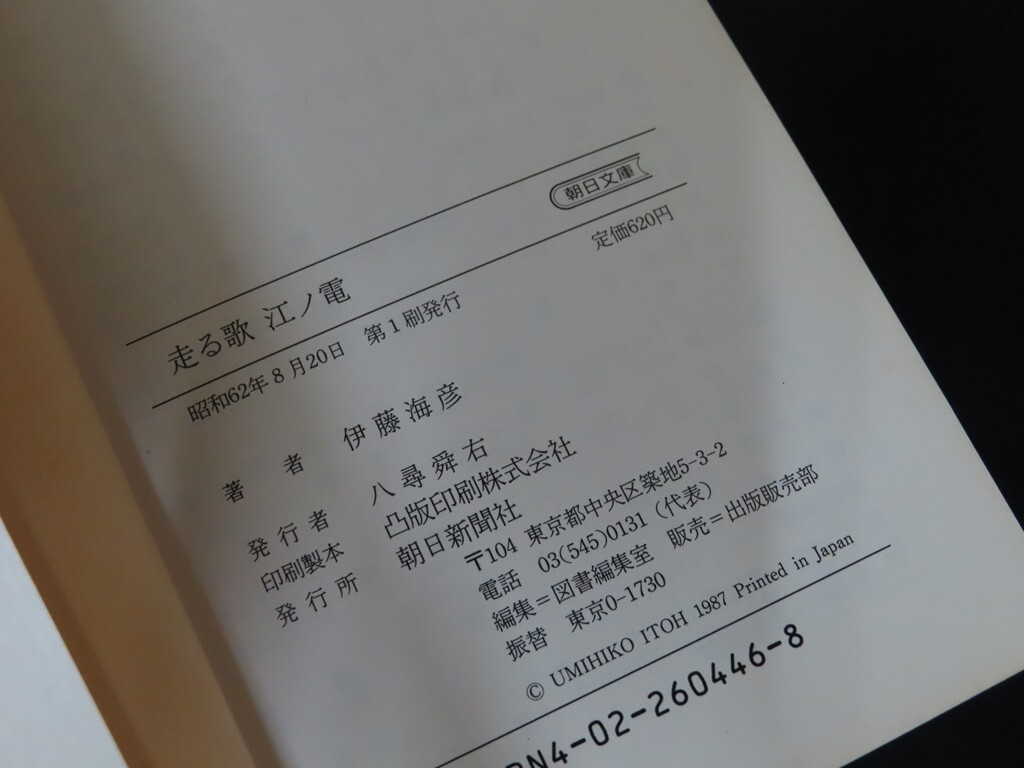 朝日文庫
走る歌 江ノ電
定価620円
昭和62年8月20日 第1刷発行
著者 伊藤海彦
発行者 八尋舜右
印刷製本 凸版印刷株式会社
発行所 朝日新聞社
〒104 東京都中央区築地5-3-2
電話 03(545)0131(代表)
編集=図書編集室 販売=出版販売部
振替 東京0-1730
© UMIHIKO ITOH 1987 Printed in Japan
BN4-02-260446-8